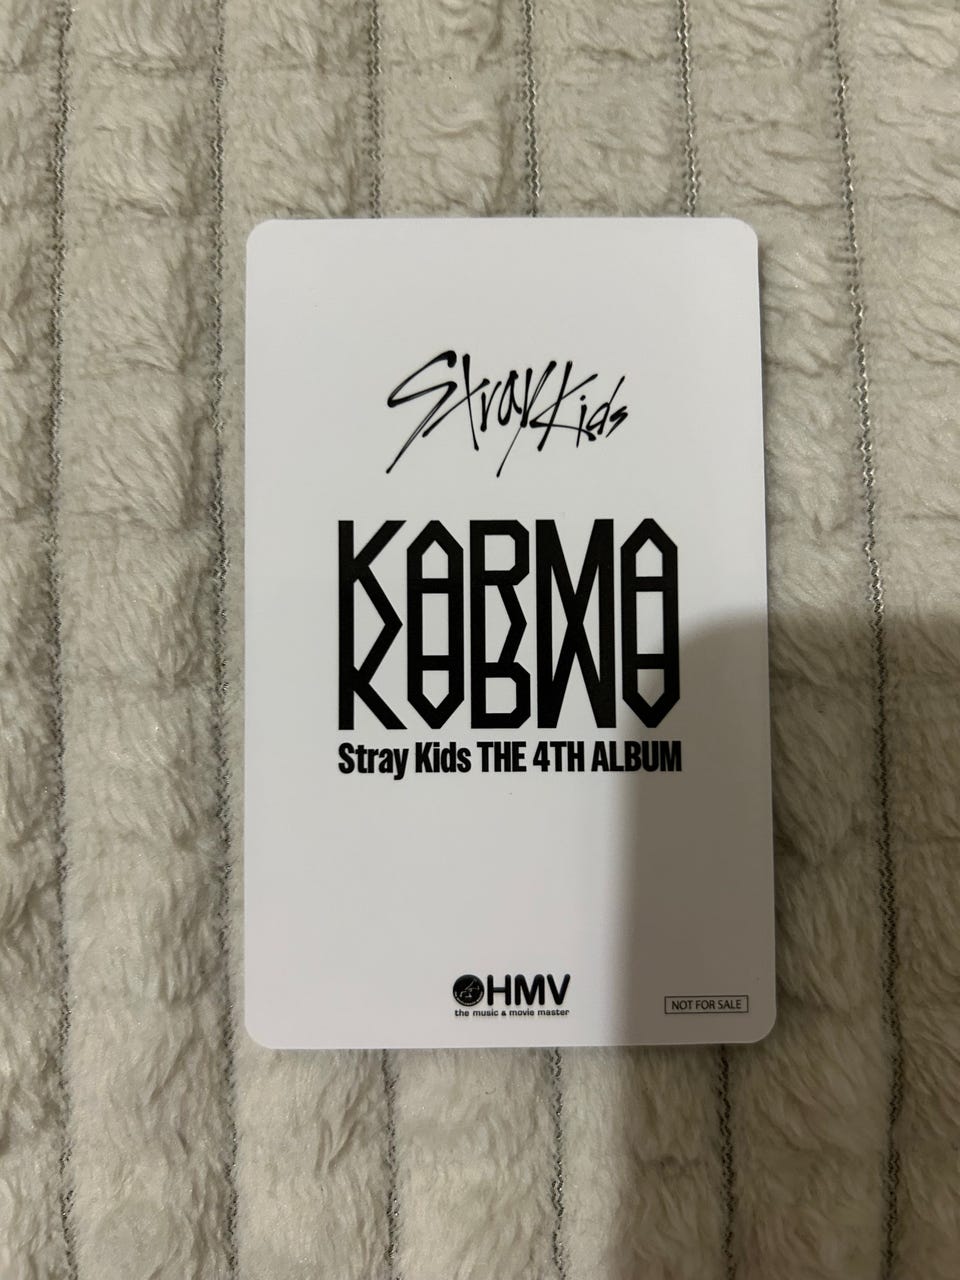 Stray Kids
KARMA
Stray Kids THE 4TH ALBUM
HMV
the music & movie master
NOT FOR SALE